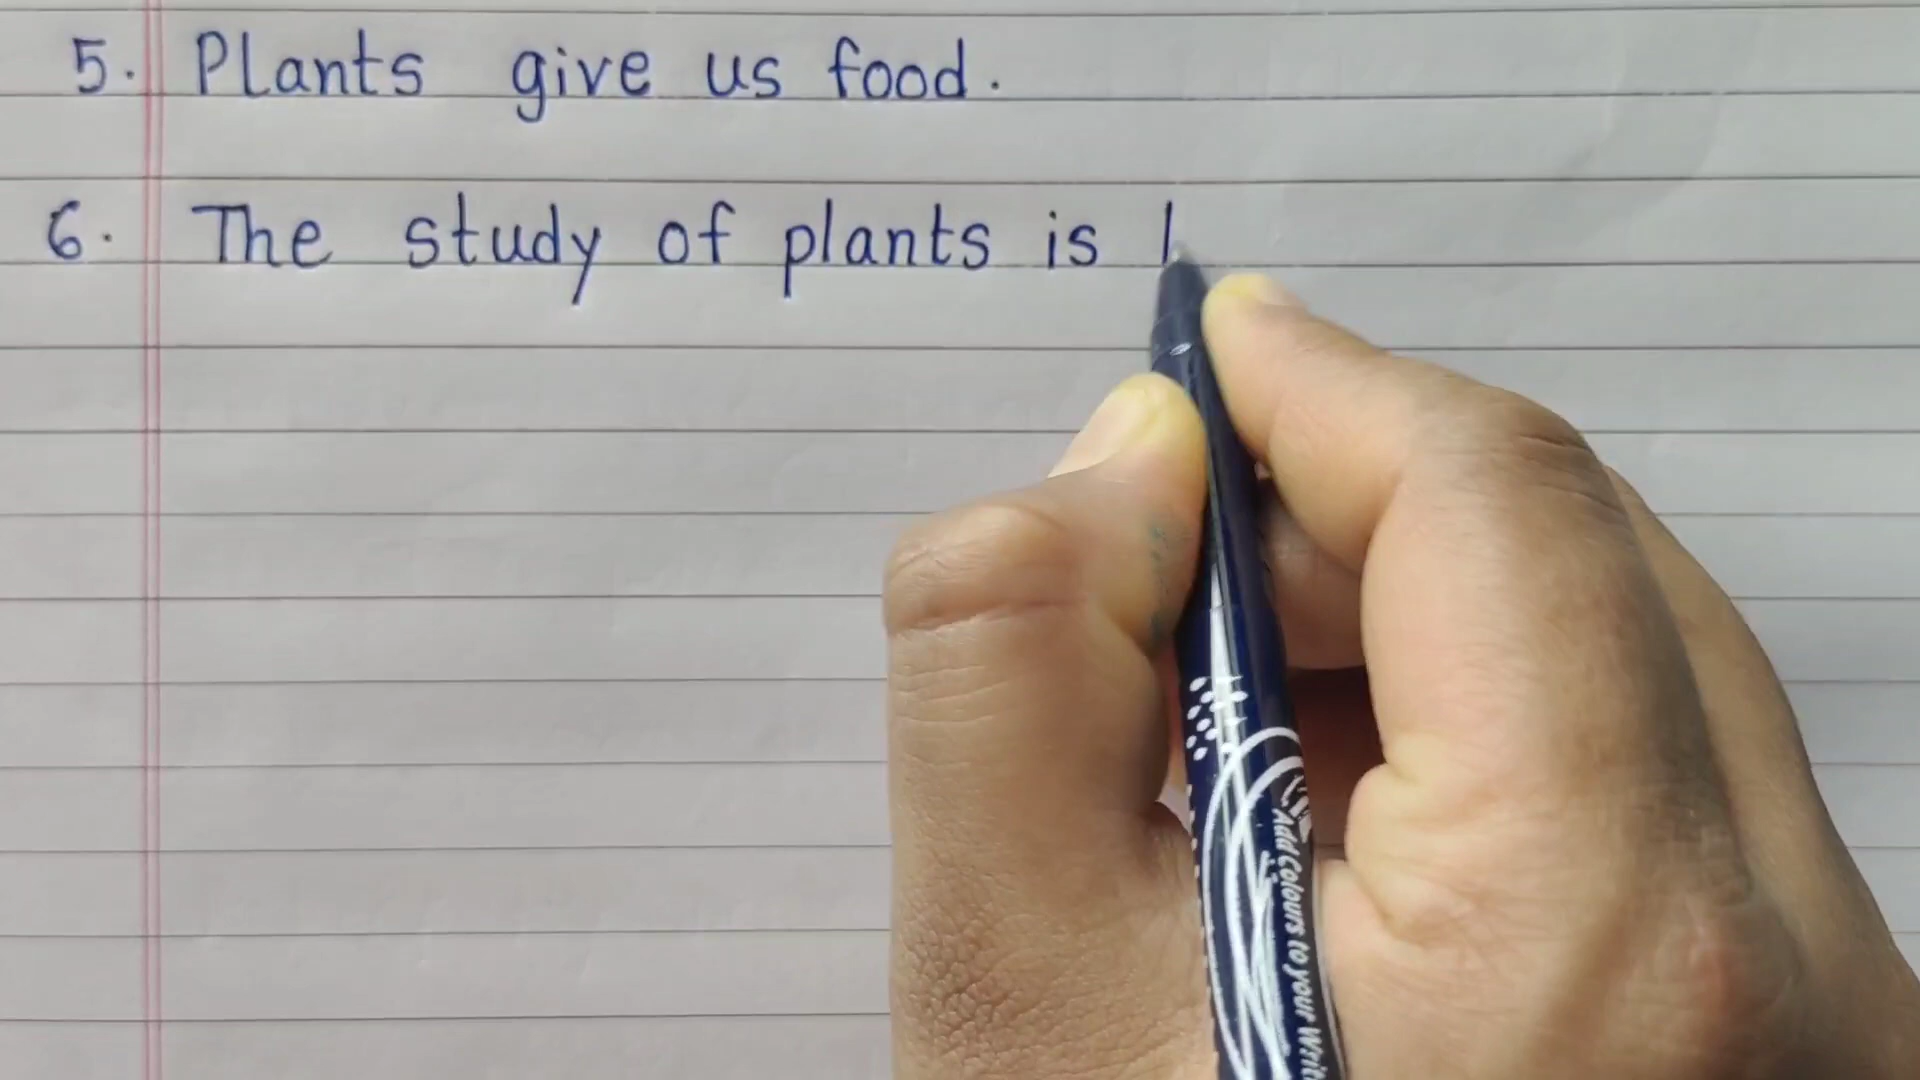 5. Plants give us food.
6. The study of plants is
Add Colours to your